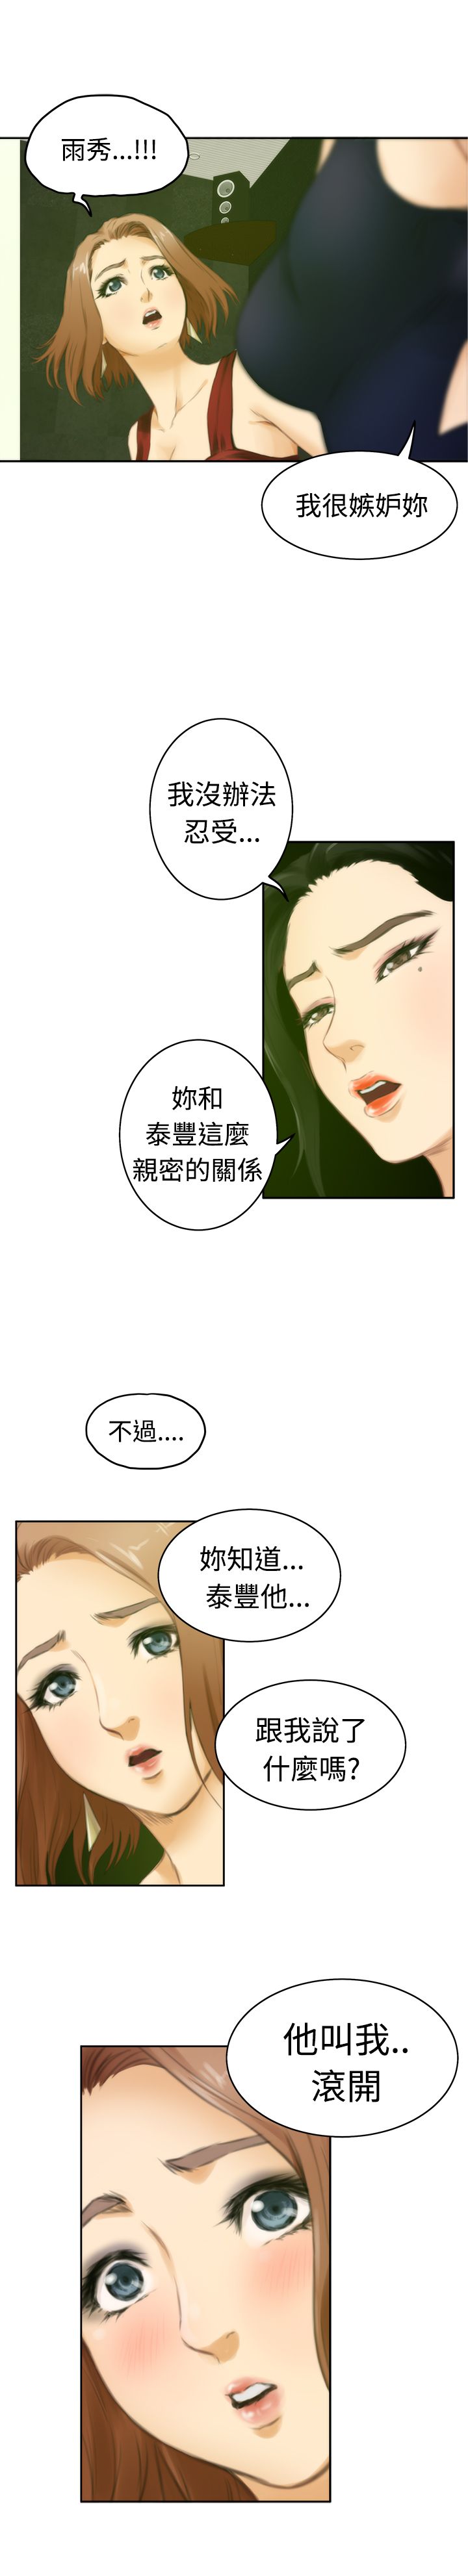 雨秀...!!!
我很嫉妒妳
我沒辦法
忍受...
妳和
泰豐這麼
親密的關係
不過....
妳知道...
泰豐他...
跟我說了
什麼嗎?
他叫我..
滾開